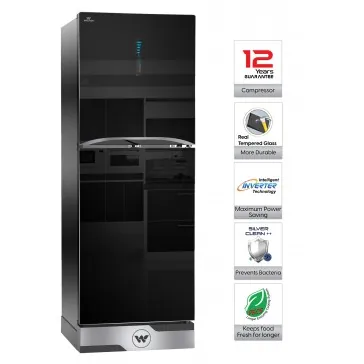 12
Years
GUARANTEE
Compressor
Real
Tempered Glass
More Durable
Intelligent
INVERTER
Technology
Maximum Power
Saving
SILVER
CLEAN ++
Prevents Bacteria
Keeps food
Fresh for longer